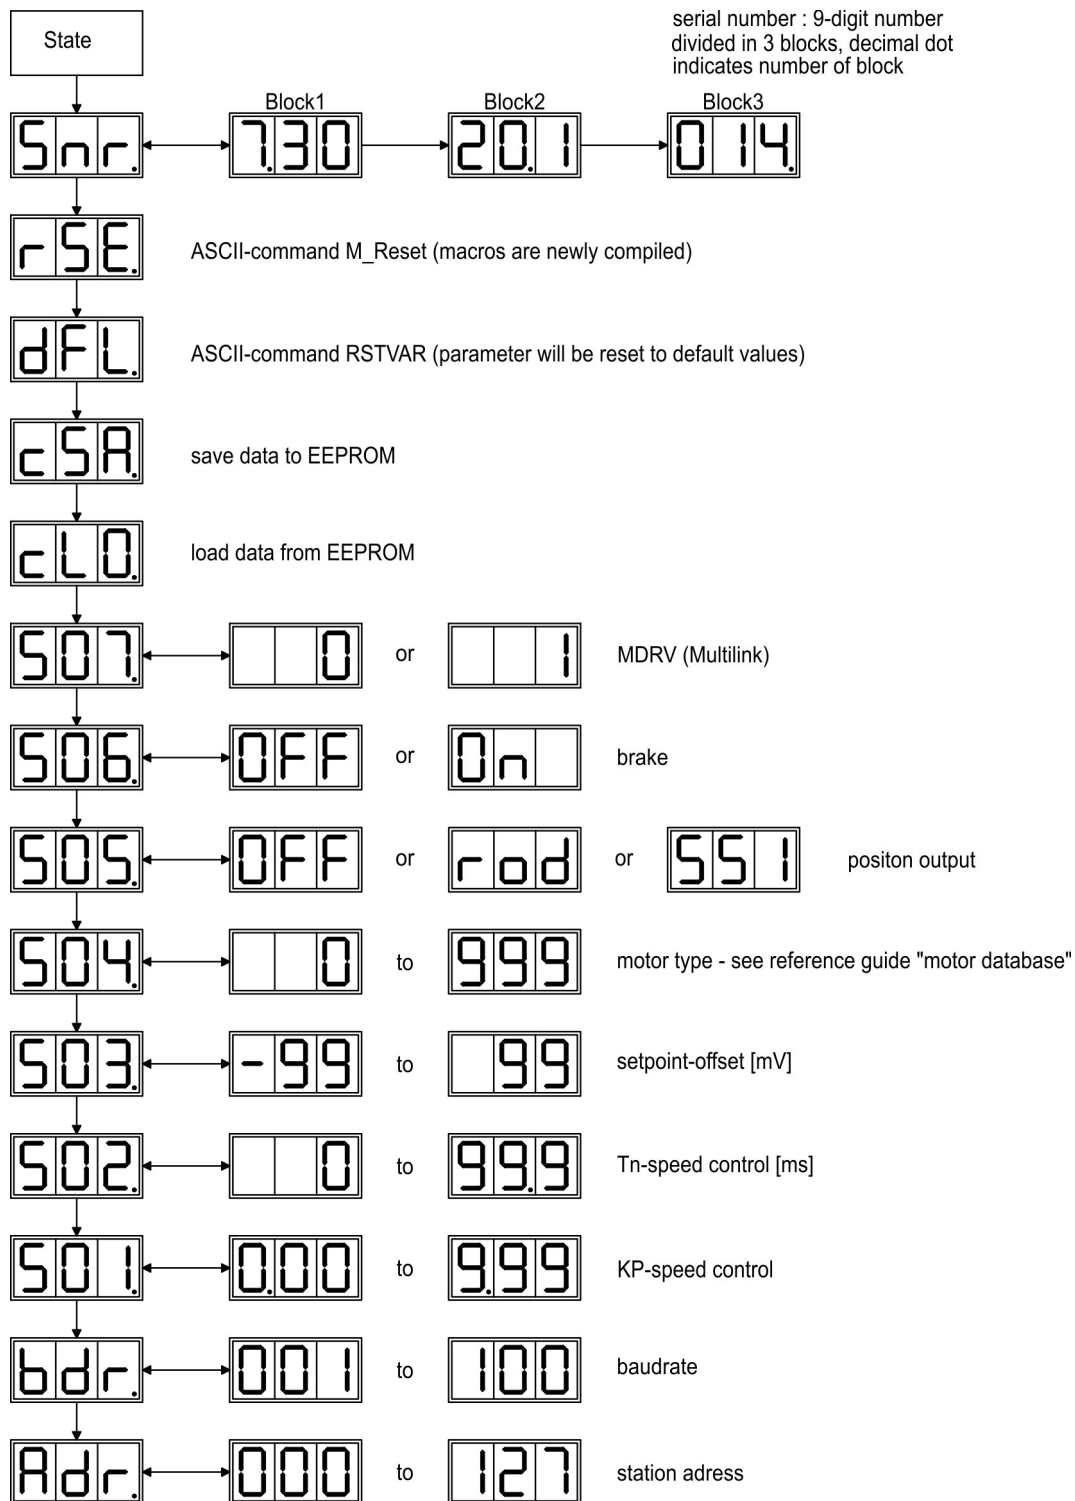 State
serial number : 9-digit number
divided in 3 blocks, decimal dot
indicates number of block
Block1 Block2 Block3
Snr. 7.30 20.1 014.
rSE. ASCII-command M_Reset (macros are newly compiled)
dFL. ASCII-command RSTVAR (parameter will be reset to default values)
cSA. save data to EEPROM
cL0. load data from EEPROM
S07. 0 or 1 MDRV (Multilink)
S06. OFF or On brake
S05. OFF or rod or SSI positon output
S04. 0 to 999 motor type - see reference guide "motor database"
S03. -99 to 99 setpoint-offset [mV]
S02. 0 to 99.9 Tn-speed control [ms]
S01. 0.00 to 9.99 KP-speed control
bdr. 001 to 100 baudrate
Adr. 000 to 127 station adress